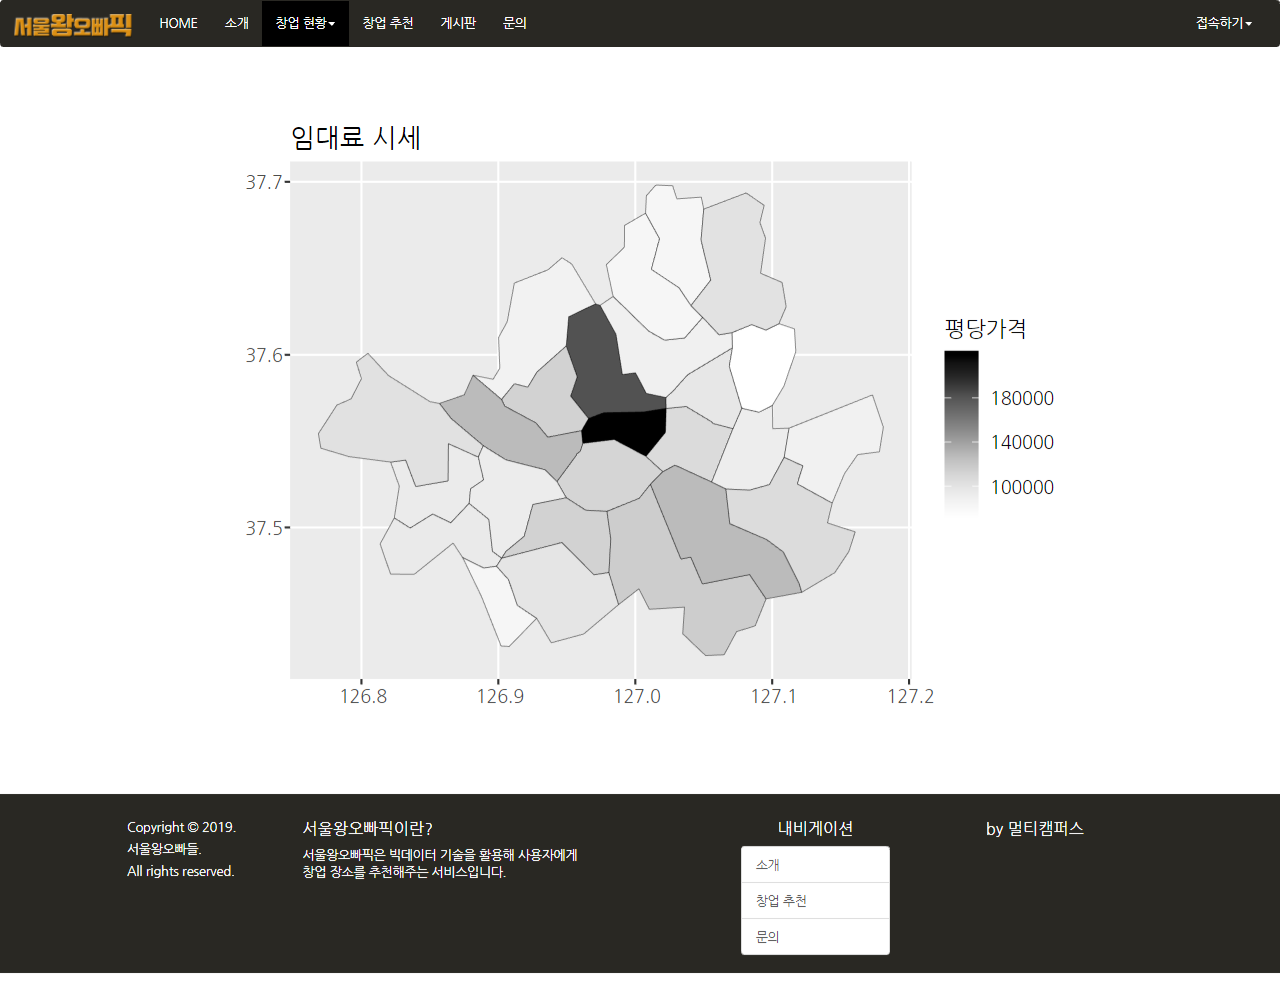 서울왕오빠픽 HOME 소개 창업 현황 창업 추천 게시판 문의 접속하기
임대료 시세
37.7
37.6
37.5
126.8 126.9 127.0 127.1 127.2
평당가격
180000
140000
100000
Copyright © 2019.
서울왕오빠들.
All rights reserved.
서울왕오빠픽이란?
서울왕오빠픽은 빅데이터 기술을 활용해 사용자에게
창업 장소를 추천해주는 서비스입니다.
내비게이션
소개
창업 추천
문의
by 멀티캠퍼스